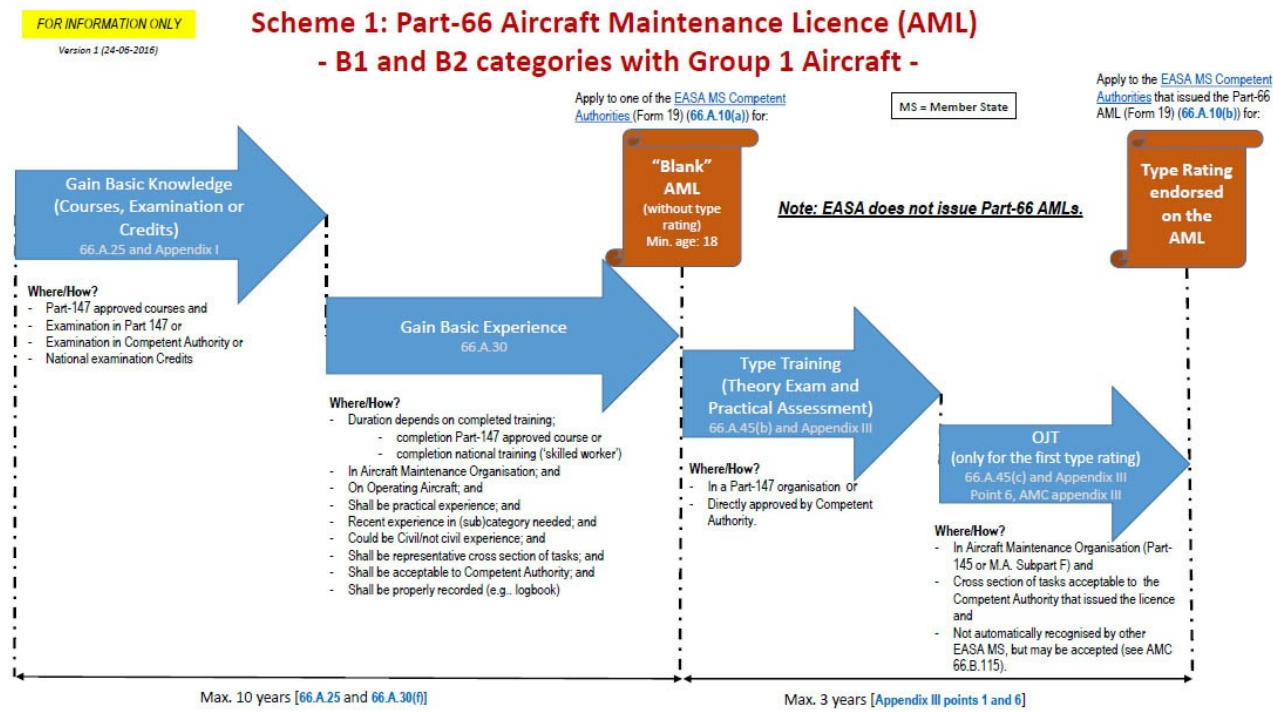 FOR INFORMATION ONLY
Version 1 (24-06-2016)
Scheme 1: Part-66 Aircraft Maintenance Licence (AML)
- B1 and B2 categories with Group 1 Aircraft -
Apply to one of the EASA MS Competent
Authorities (Form 19) (66.A.10(a)) for:
MS = Member State
Apply to the EASA MS Competent
Authorities that issued the Part-66
AML (Form 19) (66.A.10(b)) for:
"Blank"
AML
(without type
rating)
Min. age: 18
Note: EASA does not issue Part-66 AMLs.
Type Rating
endorsed
on the
AML
Gain Basic Knowledge
(Courses, Examination or
Credits)
66.A.25 and Appendix I
Where/How?
- Part-147 approved courses and
- Examination in Part 147 or
- Examination in Competent Authority or
- National examination Credits
Gain Basic Experience
66.A.30
Where/How?
- Duration depends on completed training;
- completion Part-147 approved course or
- completion national training ('skilled worker')
- In Aircraft Maintenance Organisation; and
- On Operating Aircraft; and
- Shall be practical experience; and
- Recent experience in (sub)category needed; and
- Could be Civil/not civil experience; and
- Shall be representative cross section of tasks; and
- Shall be acceptable to Competent Authority; and
- Shall be properly recorded (e.g.. logbook)
Type Training
(Theory Exam and
Practical Assessment)
66.A.45(b) and Appendix III
Where/How?
- In a Part-147 organisation or
- Directly approved by Competent
Authority.
OJT
(only for the first type rating)
66.A.45(c) and Appendix III
Point 6, AMC appendix III
Where/How?
- In Aircraft Maintenance Organisation (Part-
145 or M.A. Subpart F) and
- Cross section of tasks acceptable to the
Competent Authority that issued the licence
and
- Not automatically recognised by other
EASA MS, but may be accepted (see AMC
66.B.115).
Max. 10 years [66.A.25 and 66.A.30(f)]
Max. 3 years [Appendix III points 1 and 6]